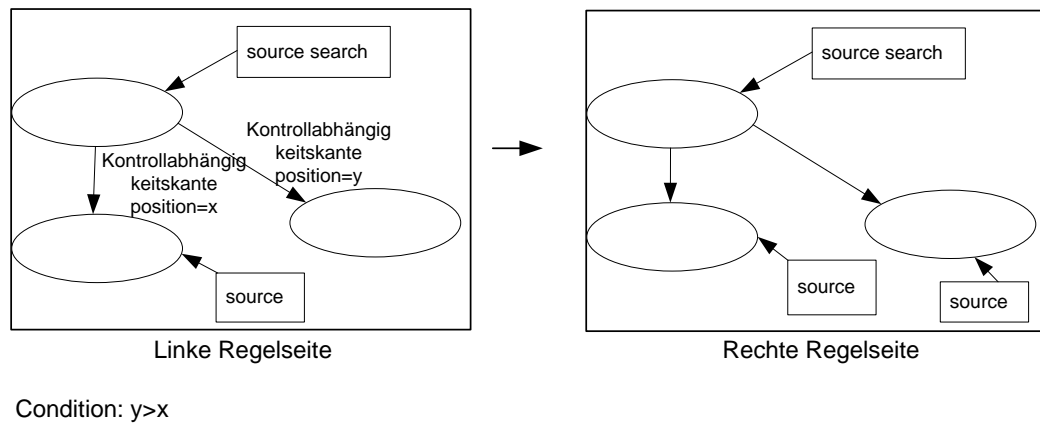 source search
Kontrollabhängig
keitskante
position=y
Kontrollabhängig
keitskante
position=x
source
Linke Regelseite
source search
source
source
Rechte Regelseite
Condition: y>x